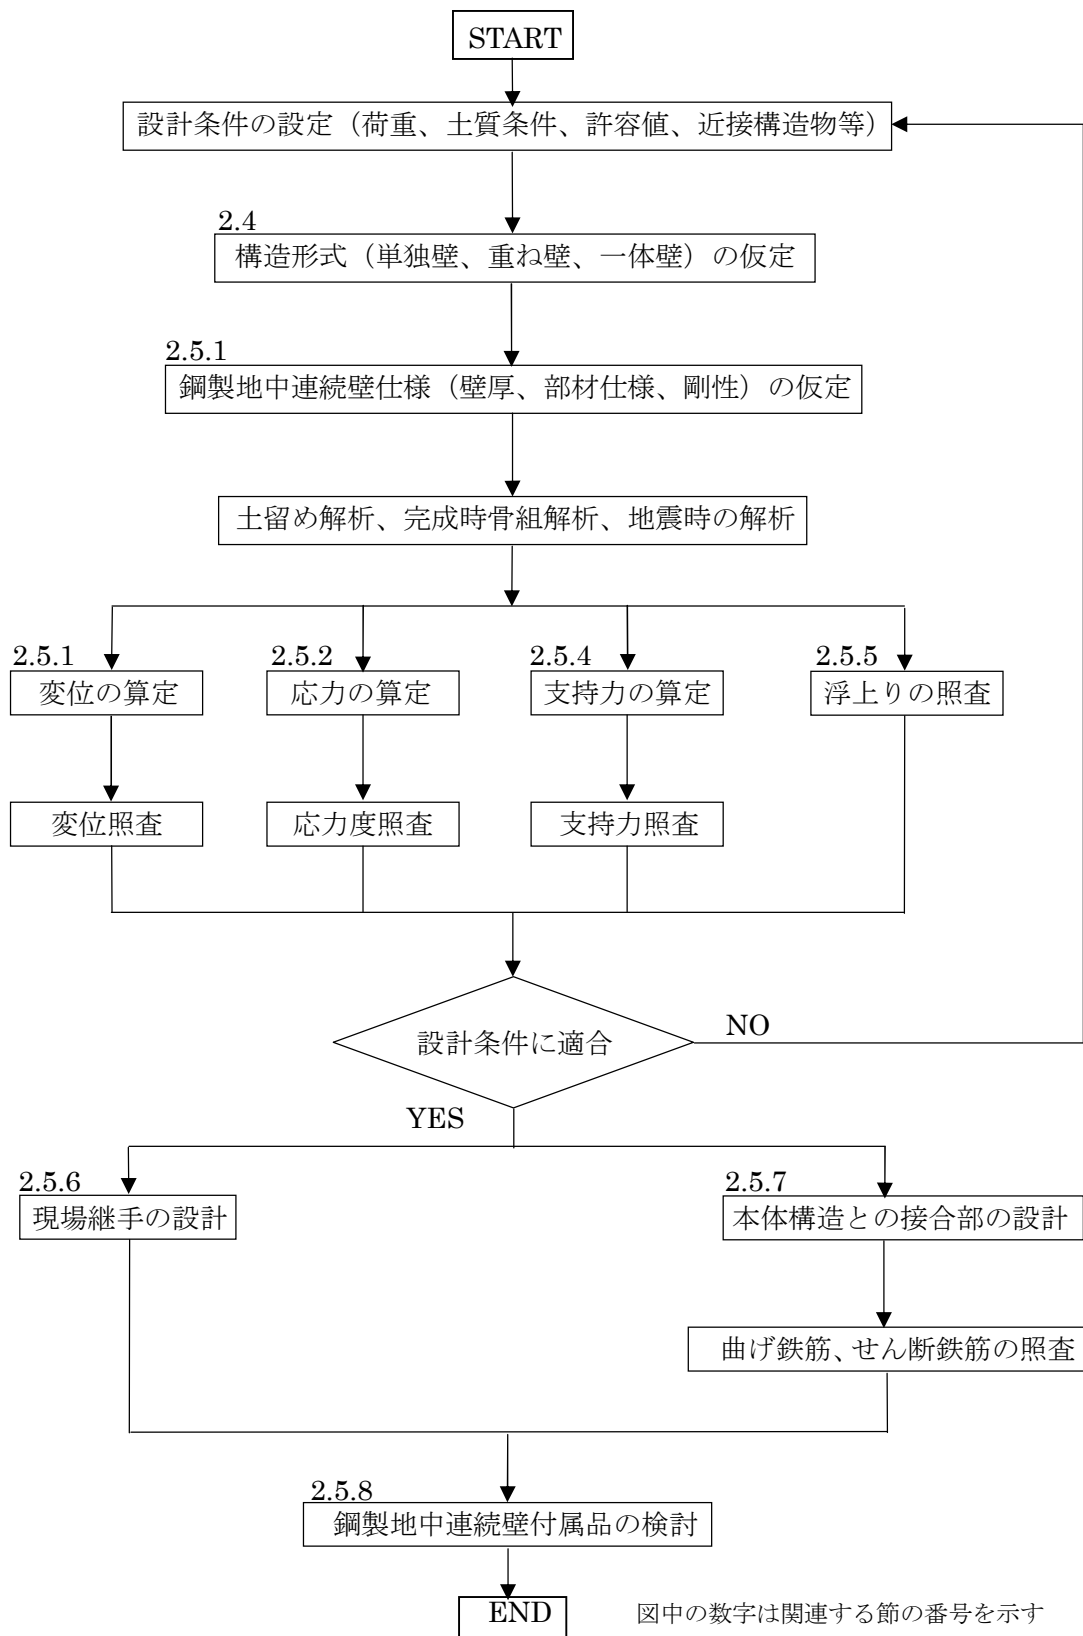 START
設計条件の設定（荷重、土質条件、許容値、近接構造物等）
2.4
構造形式（単独壁、重ね壁、一体壁）の仮定
2.5.1
鋼製地中連続壁仕様（壁厚、部材仕様、剛性）の仮定
土留め解析、完成時骨組解析、地震時の解析
2.5.1
2.5.2
2.5.4
2.5.5
変位の算定
応力の算定
支持力の算定
浮上りの照査
変位照査
応力度照査
支持力照査
設計条件に適合
NO
YES
2.5.6
2.5.7
現場継手の設計
本体構造との接合部の設計
曲げ鉄筋、せん断鉄筋の照査
2.5.8
鋼製地中連続壁付属品の検討
END
図中の数字は関連する節の番号を示す